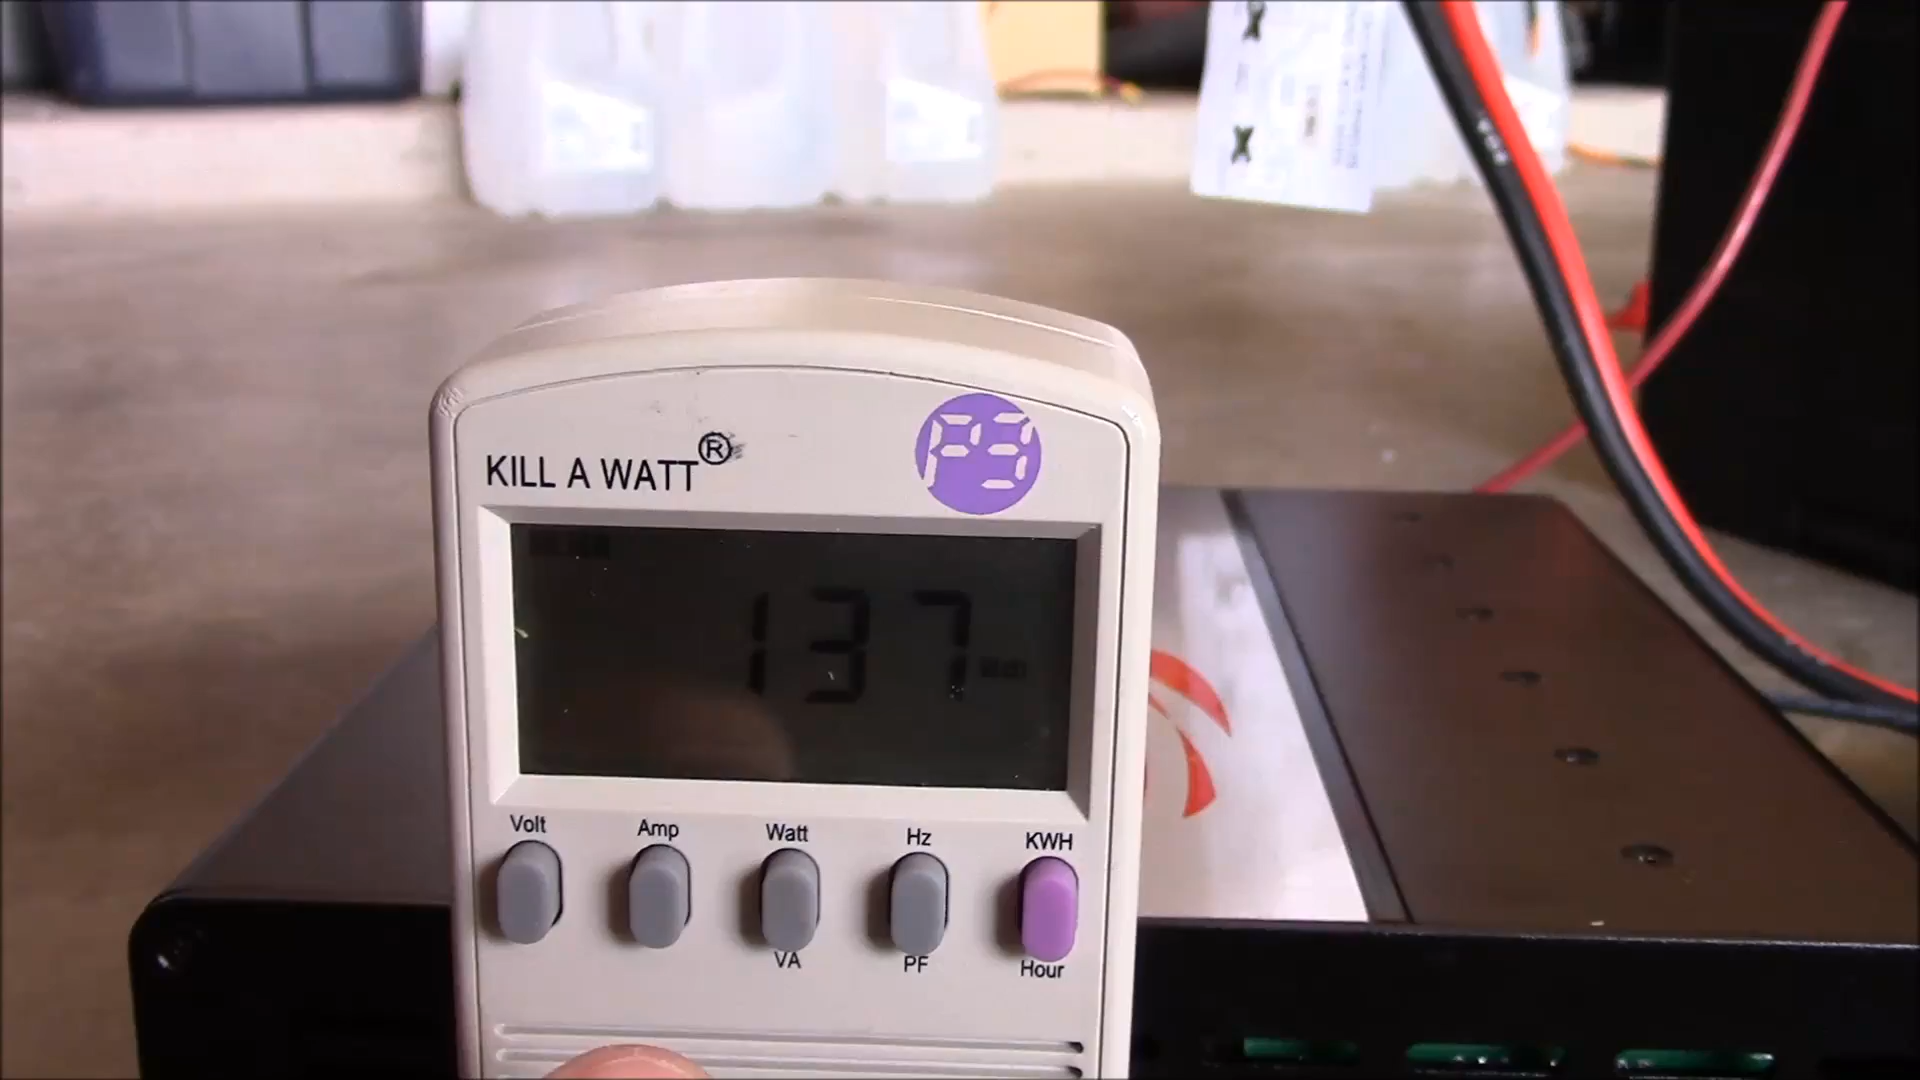 KILL A WATT®
P3
137
Volt Amp Watt Hz KWH
VA PF Hour